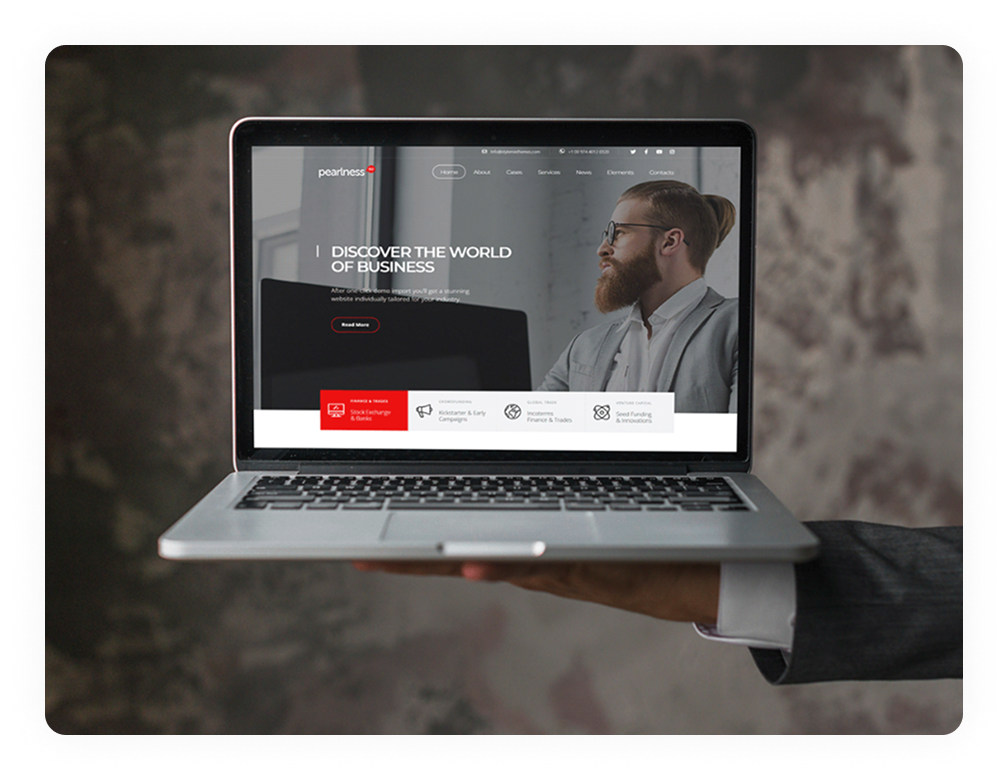 pearlness
Home About Cases Services News Elements Contacts
DISCOVER THE WORLD
OF BUSINESS
After one click demo import you'll get a stunning
website individually tailored for your industry.
Read More
FINANCE & TRADES
Stock Exchange
& Banks
CROWDFUNDING
Kickstarter & Early
Campaigns
GLOBAL TRADE
Incoterms
Finance & Trades
VENTURE CAPITAL
Seed Funding
& Innovations